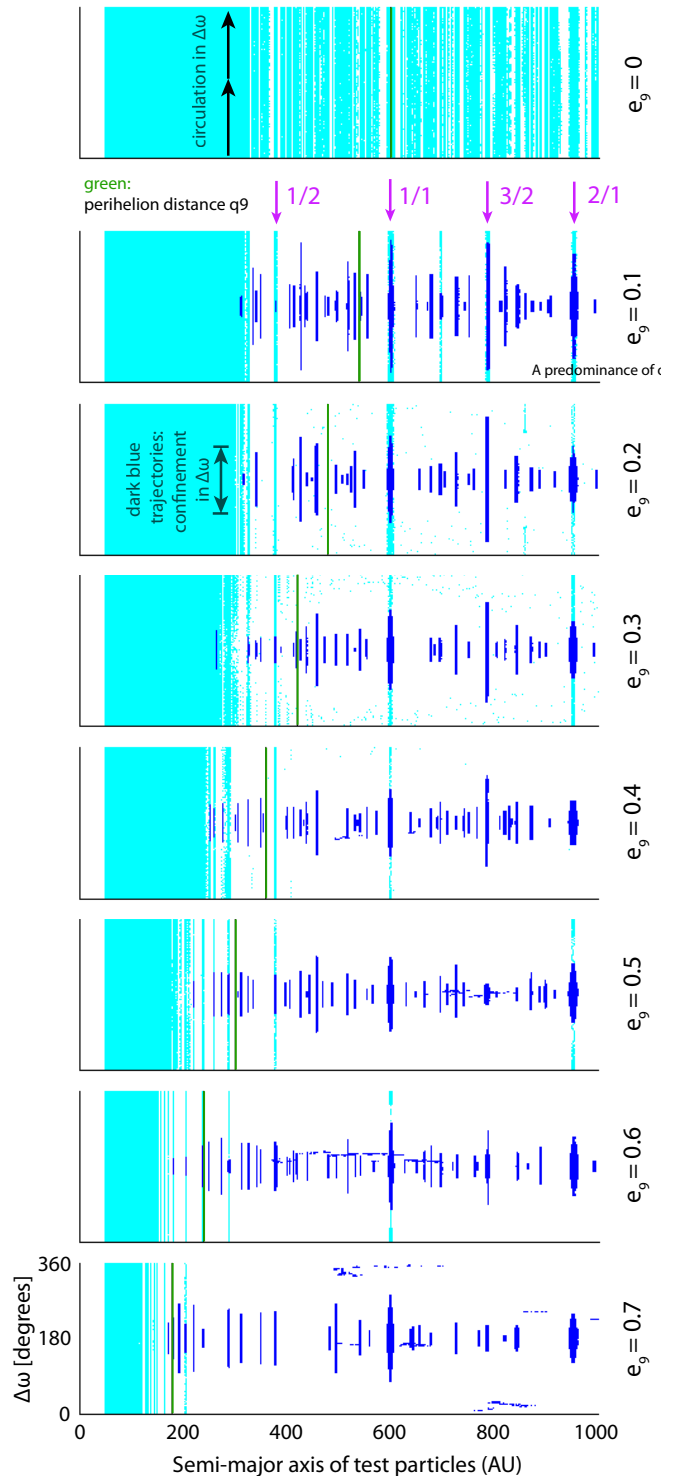 circulation in Δω
e₉ = 0
green:
perihelion distance q9
1/2
1/1
3/2
2/1
e₉ = 0.1
A predominance of c
dark blue
trajectories:
confinement
in Δω
e₉ = 0.2
e₉ = 0.3
e₉ = 0.4
e₉ = 0.5
e₉ = 0.6
360
180
0
Δω [degrees]
e₉ = 0.7
0
200
400
600
800
1000
Semi-major axis of test particles (AU)